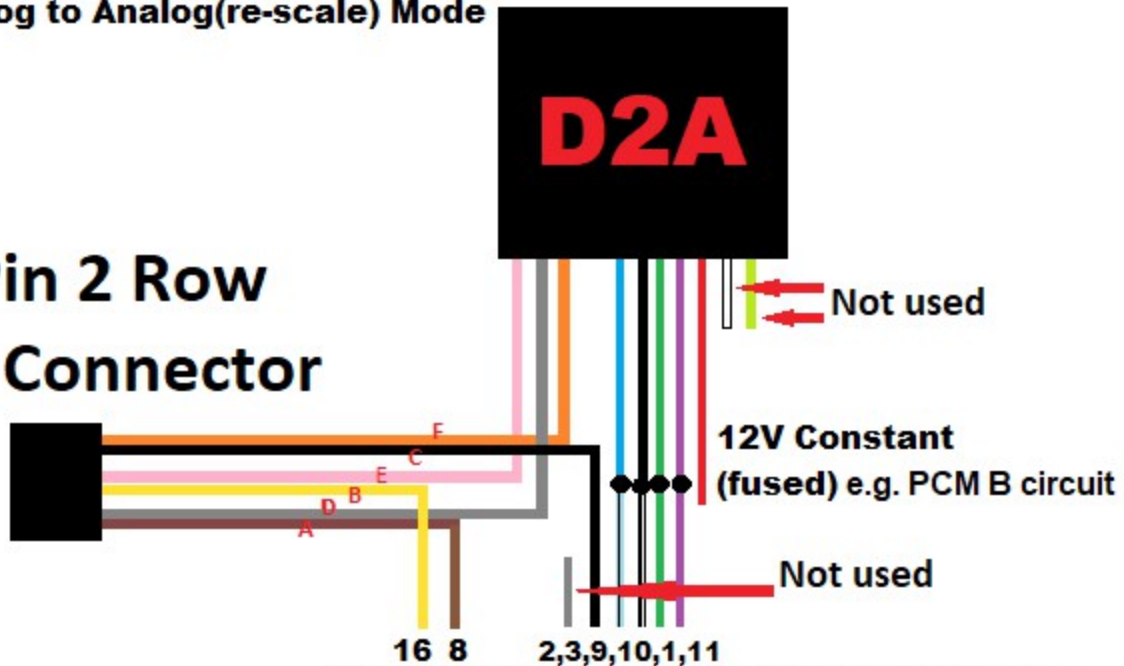 og to Analog(re-scale) Mode
D2A
in 2 Row
Connector
Not used
12V Constant
(fused) e.g. PCM B circuit
F
C
E
B
D
A
Not used
16 8
2,3,9,10,1,11